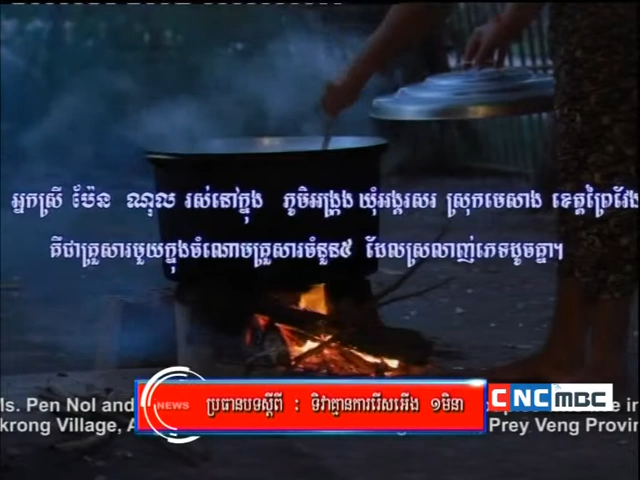 អ្នកស្រី ប៉ែន ណុល រស់នៅក្នុង ភូមិអង្ក្រង ឃុំអង្គរសរ ស្រុកមេសាង ខេត្តព្រៃវែង
គឺជាគ្រួសារមួយក្នុងចំណោមគ្រួសារចំនួន៥ ដែលស្រលាញ់ភេទដូចគ្នា។
NEWS ប្រធានបទស្តីពី : ទិវាគ្មានការរើសអើង ១មិនា CNC MBC
Ms. Pen Nol and in
krong Village, Prey Veng Provin